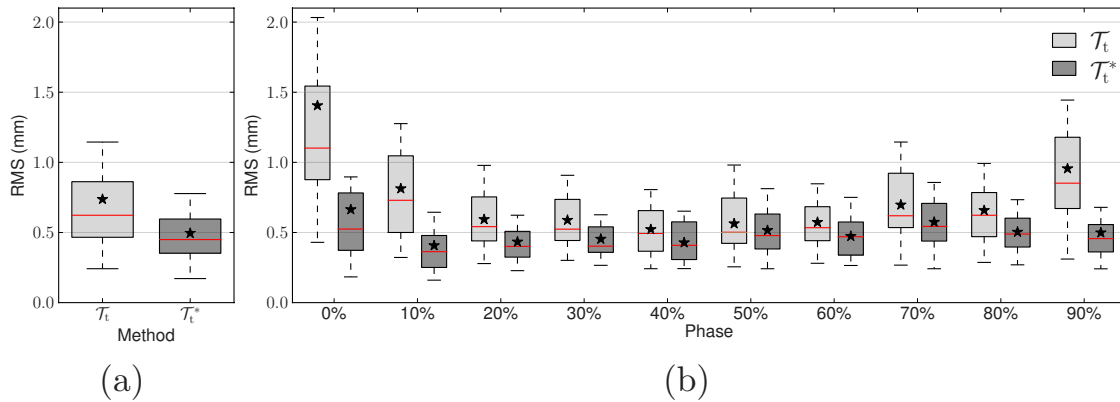 2.0
1.5
1.0
0.5
0.0
RMS (mm)
𝒯t 𝒯t*
Method
(a)
2.0
1.5
1.0
0.5
0.0
RMS (mm)
𝒯t
𝒯t*
0% 10% 20% 30% 40% 50% 60% 70% 80% 90%
Phase
(b)